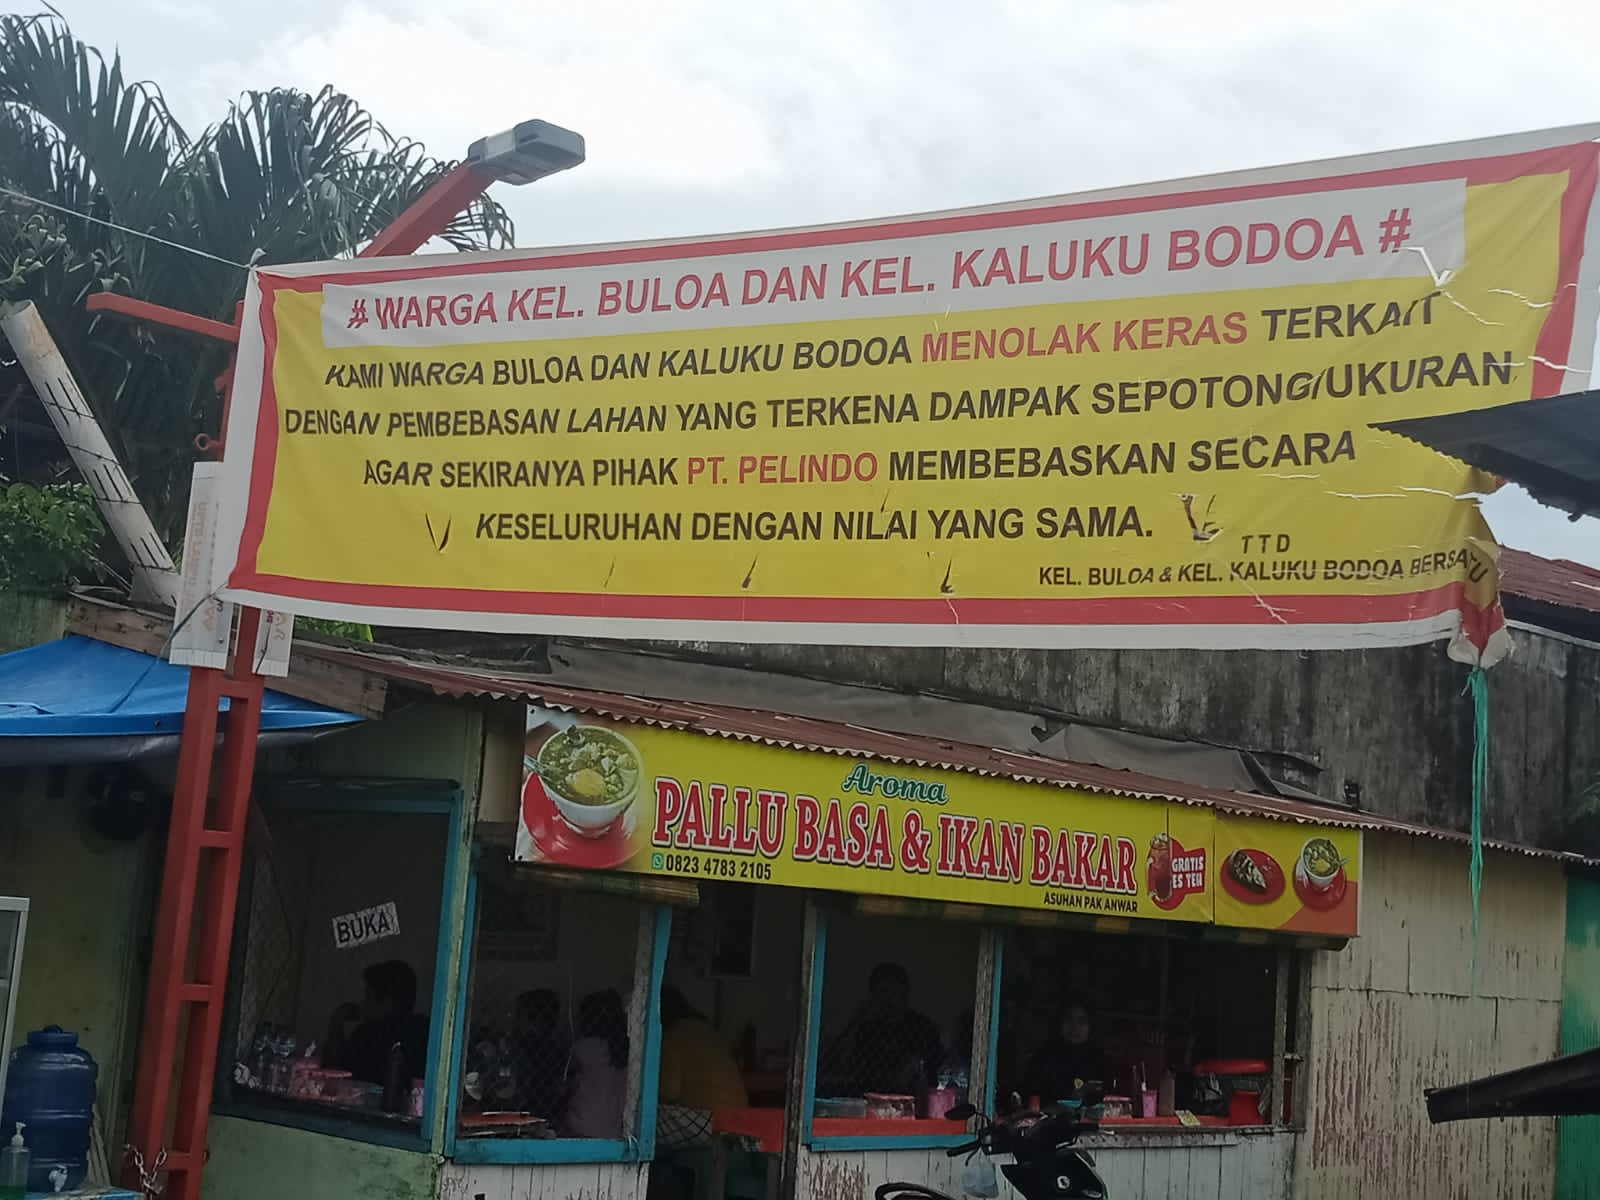 # WARGA KEL. BULOA DAN KEL. KALUKU BODOA #
KAMI WARGA BULOA DAN KALUKU BODOA MENOLAK KERAS TERKAIT
DENGAN PEMBEBASAN LAHAN YANG TERKENA DAMPAK SEPOTONG/UKURAN
AGAR SEKIRANYA PIHAK PT. PELINDO MEMBEBASKAN SECARA
KESELURUHAN DENGAN NILAI YANG SAMA.
TTD
KEL. BULOA & KEL. KALUKU BODOA BERSATU
Aroma
PALLU BASA & IKAN BAKAR
0823 4783 2105
ASUHAN PAK ANWAR
GRATIS
ES TEH
BUKA